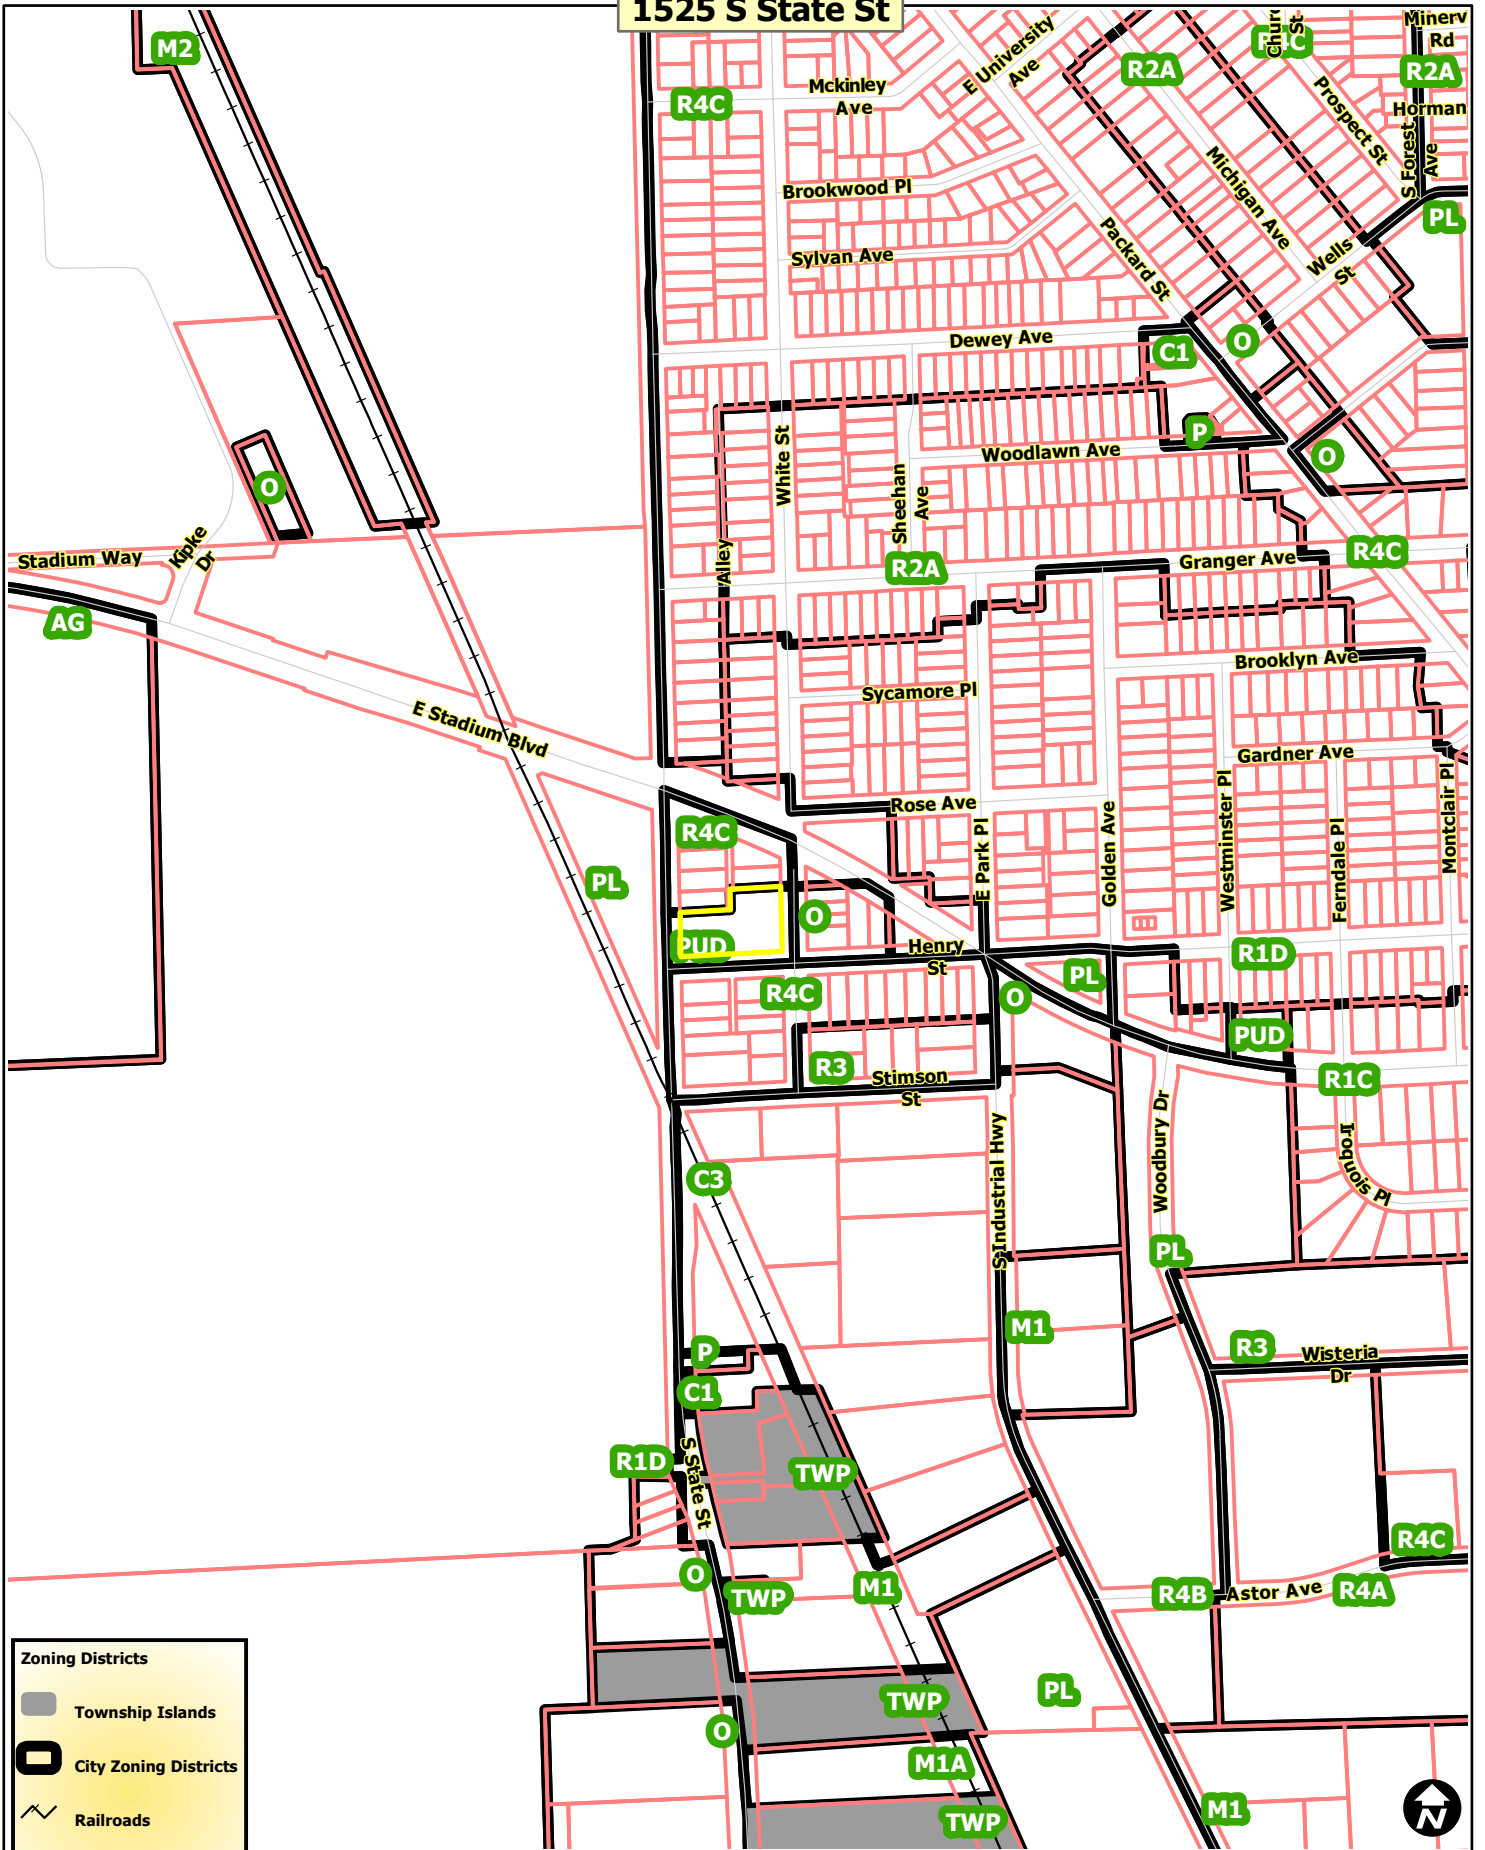 1525 S State St
M2
R4C
Mckinley
Ave
E University
Ave
R2A
Church
St
Minerv
Rd
R2A
Prospect St
Horman
S Forest
Ave
Brookwood Pl
Michigan Ave
PL
Sylvan Ave
Packard St
Wells
St
Dewey Ave
C1
O
White St
P
O
Woodlawn Ave
Sheehan
Ave
O
Stadium Way
Kipke
Dr
Alley
R2A
Granger Ave
R4C
AG
Brooklyn Ave
Sycamore Pl
E Stadium Blvd
Gardner Ave
Rose Ave
R4C
E Park Pl
Golden Ave
Westminster Pl
Ferndale Pl
Montclair Pl
PL
O
PUD
Henry
St
R1D
PL
R4C
O
PUD
R3
Stimson
St
R1C
Woodbury Dr
Iroquois Pl
S Industrial Hwy
C3
PL
M1
P
R3
Wisteria
Dr
C1
R1D
S State St
TWP
R4C
O
TWP
M1
R4B
Astor Ave
R4A
PL
TWP
O
M1A
M1
TWP
N
Zoning Districts
Township Islands
City Zoning Districts
Railroads